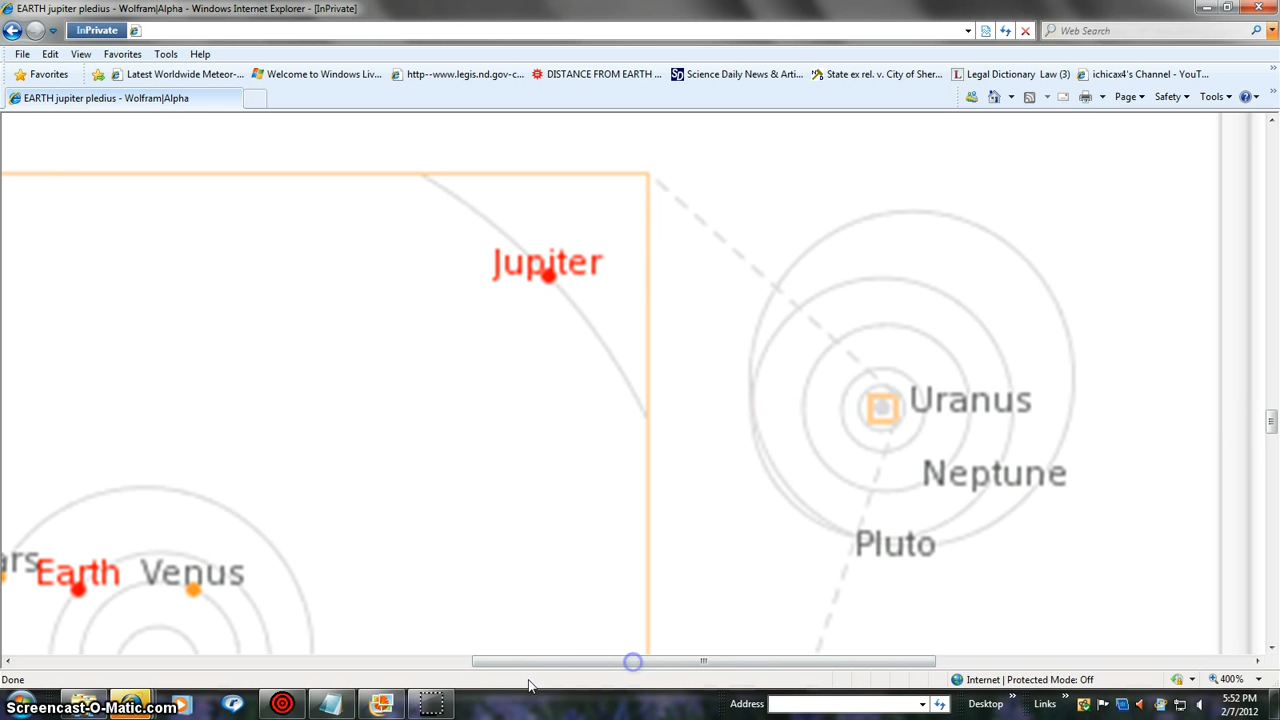 EARTH jupiter pledius - Wolfram|Alpha - Windows Internet Explorer - [InPrivate]
InPrivate
Web Search
File Edit View Favorites Tools Help
Favorites Latest Worldwide Meteor-... Welcome to Windows Liv... http--www.legis.nd.gov-c... DISTANCE FROM EARTH ... Science Daily News & Arti... State ex rel. v. City of Sher... Legal Dictionary Law (3) ichicax4's Channel - YouT...
EARTH jupiter pledius - Wolfram|Alpha
Page Safety Tools
Jupiter
Uranus
Neptune
Pluto
ars Earth Venus
Done
Internet | Protected Mode: Off
400%
Screencast-O-Matic.com
Address
Desktop
Links
5:52 PM
2/7/2012